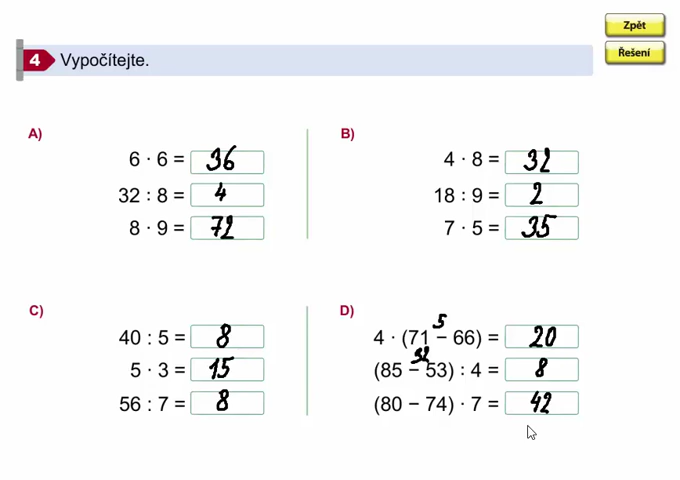 Zpět
Řešení
4 Vypočítejte.
A)
6 · 6 = 36
32 : 8 = 4
8 · 9 = 72
B)
4 · 8 = 32
18 : 9 = 2
7 · 5 = 35
C)
40 : 5 = 8
5 · 3 = 15
56 : 7 = 8
D)
5
4 · (71 − 66) = 20
32
(85 − 53) : 4 = 8
(80 − 74) · 7 = 42